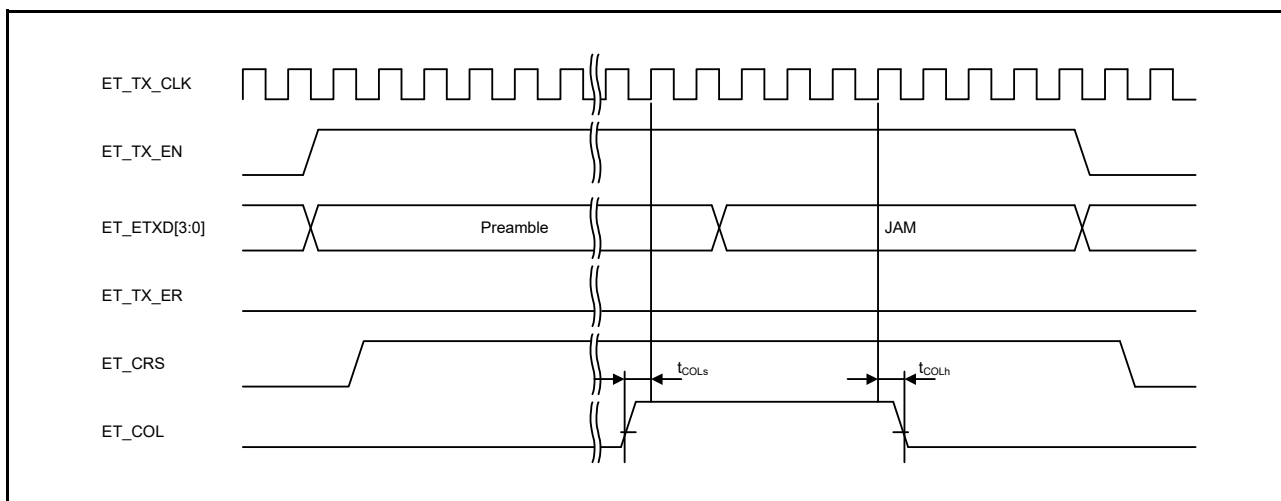 ET_TX_CLK
ET_TX_EN
ET_ETXD[3:0]
Preamble
JAM
ET_TX_ER
ET_CRS
tCOLs
tCOLh
ET_COL